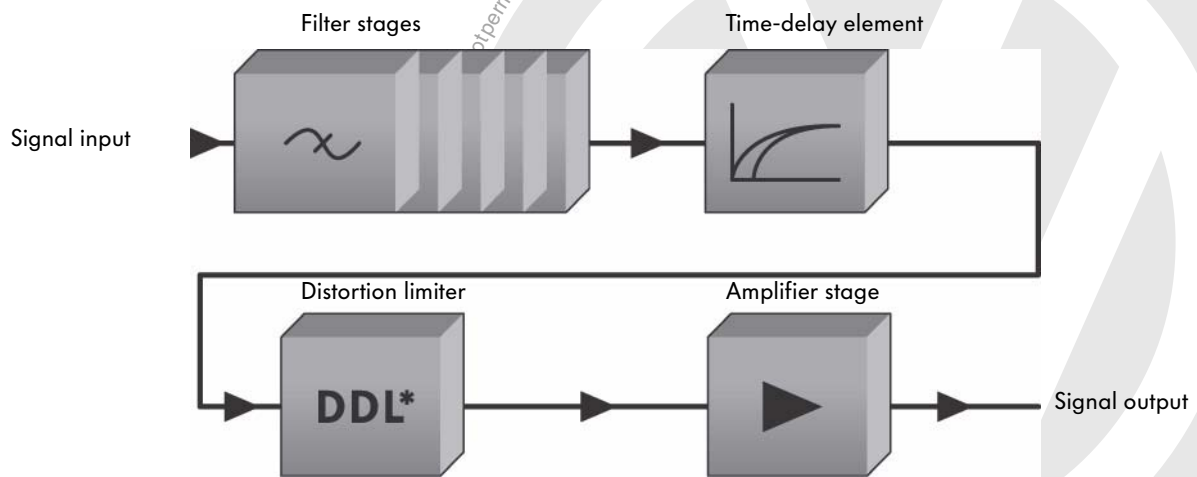 Filter stages
Time-delay element
Signal input
Distortion limiter
Amplifier stage
DDL*
Signal output